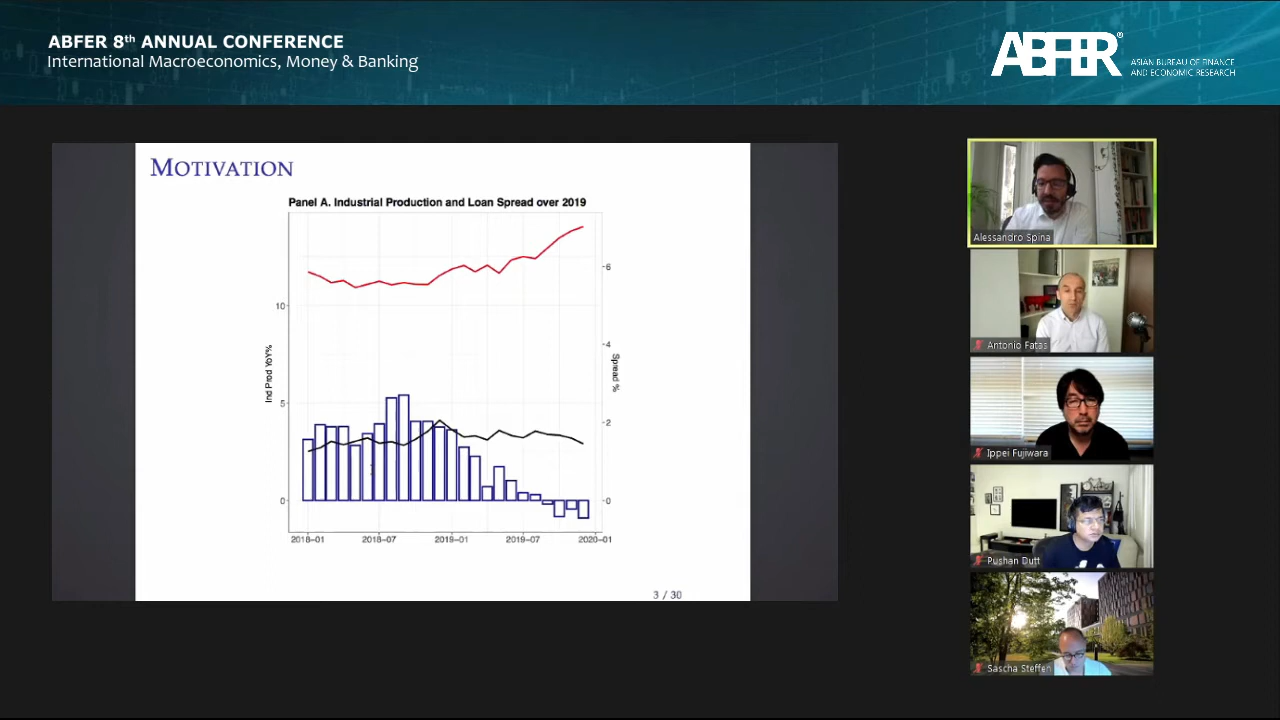 ABFER 8th ANNUAL CONFERENCE
International Macroeconomics, Money & Banking
ABFER®
ASIAN BUREAU OF FINANCE
AND ECONOMIC RESEARCH
MOTIVATION
Panel A. Industrial Production and Loan Spread over 2019
Ind Prod YoY%
10
5
0
6
4
2
0
Spread %
2018-01
2018-07
2019-01
2019-07
2020-01
3 / 30
Alessandro Spina
Antonio Fatas
Ippei Fujiwara
Pushan Dutt
Sascha Steffen